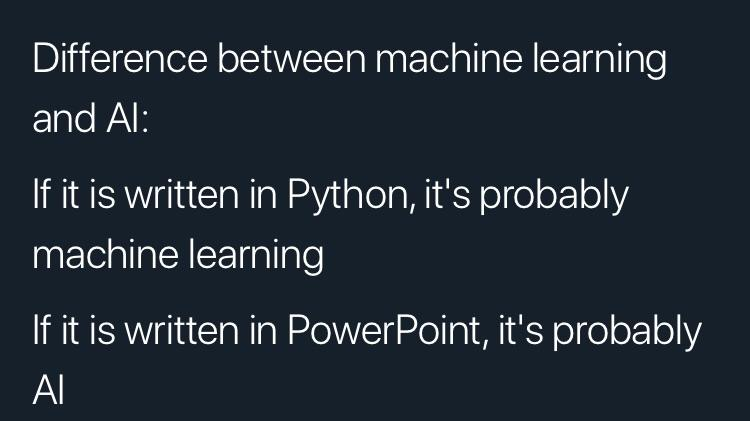 Difference between machine learning
and AI:
If it is written in Python, it's probably
machine learning
If it is written in PowerPoint, it's probably
AI